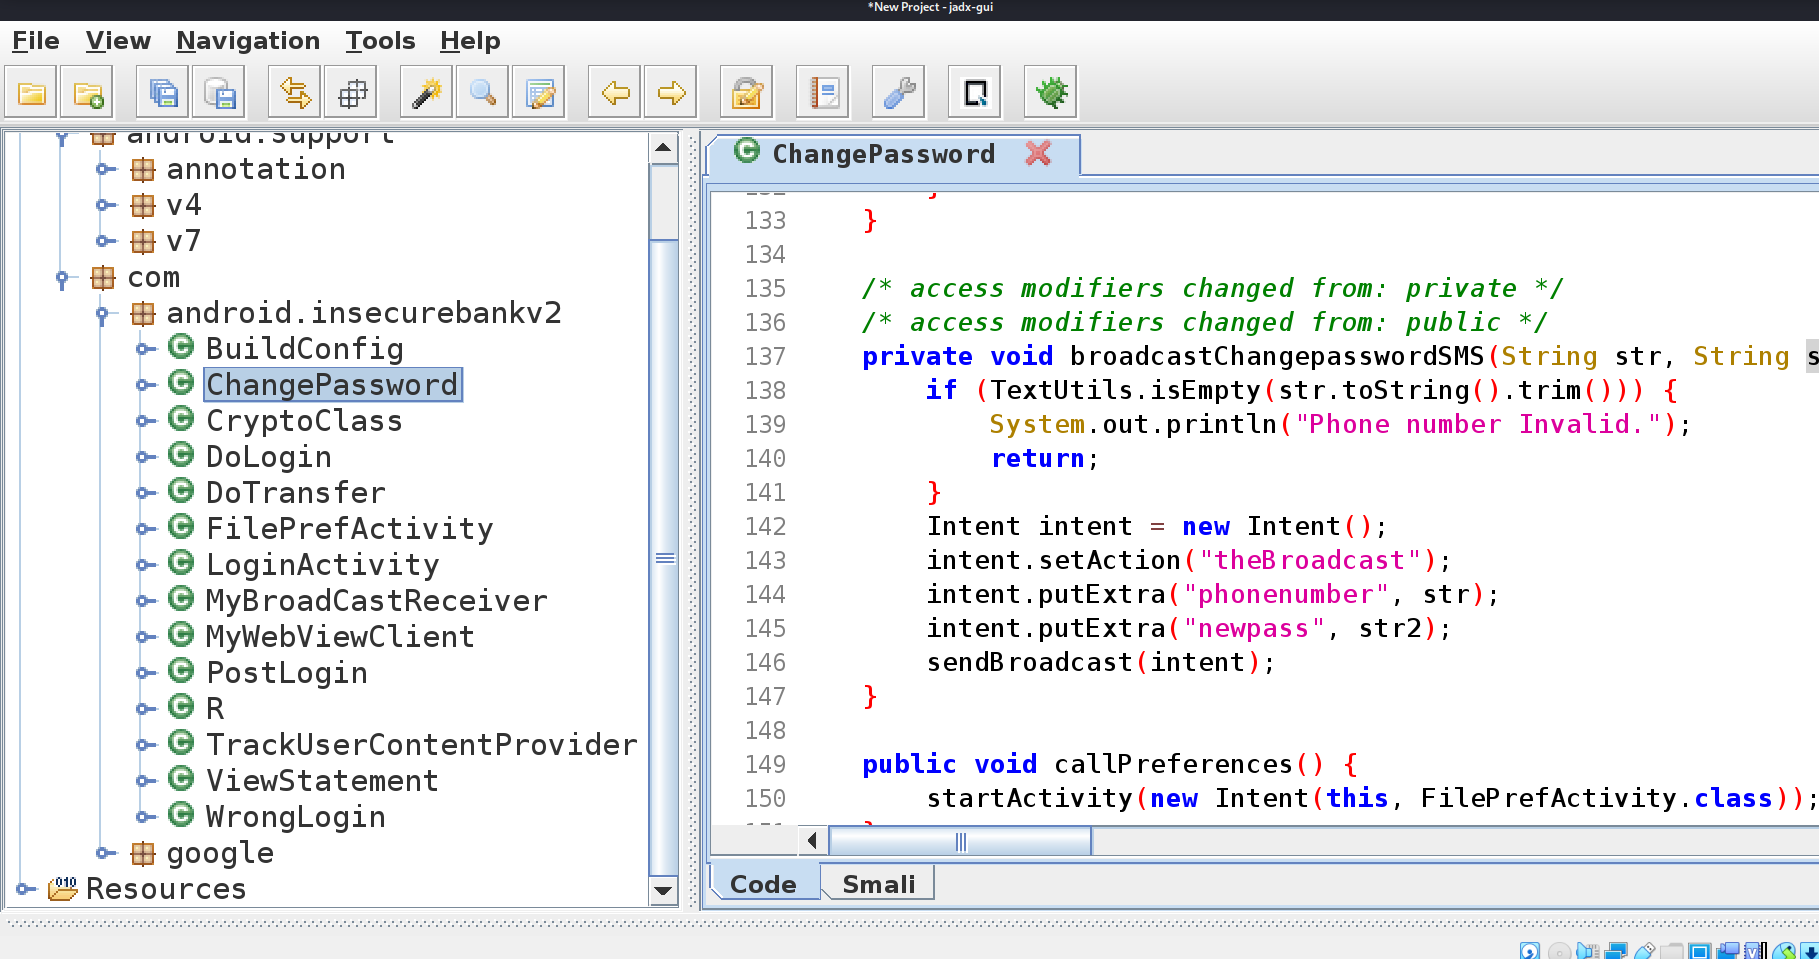 *New Project - jadx-gui
File View Navigation Tools Help
android.support
annotation
v4
v7
com
android.insecurebankv2
BuildConfig
ChangePassword
CryptoClass
DoLogin
DoTransfer
FilePrefActivity
LoginActivity
MyBroadCastReceiver
MyWebViewClient
PostLogin
R
TrackUserContentProvider
ViewStatement
WrongLogin
google
Resources
ChangePassword
132 }
133 }
134
135 /* access modifiers changed from: private */
136 /* access modifiers changed from: public */
137 private void broadcastChangepasswordSMS(String str, String s
138 if (TextUtils.isEmpty(str.toString().trim())) {
139 System.out.println("Phone number Invalid.");
140 return;
141 }
142 Intent intent = new Intent();
143 intent.setAction("theBroadcast");
144 intent.putExtra("phonenumber", str);
145 intent.putExtra("newpass", str2);
146 sendBroadcast(intent);
147 }
148
149 public void callPreferences() {
150 startActivity(new Intent(this, FilePrefActivity.class));
Code Smali